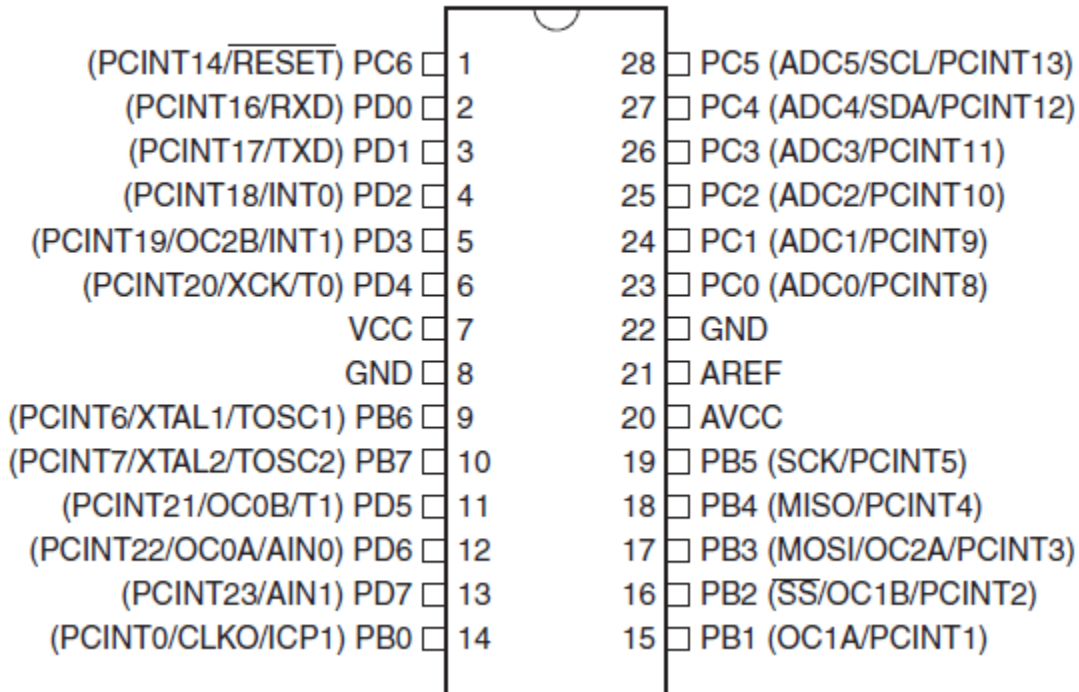 (PCINT14/RESET) PC6 1 28 PC5 (ADC5/SCL/PCINT13)
(PCINT16/RXD) PD0 2 27 PC4 (ADC4/SDA/PCINT12)
(PCINT17/TXD) PD1 3 26 PC3 (ADC3/PCINT11)
(PCINT18/INT0) PD2 4 25 PC2 (ADC2/PCINT10)
(PCINT19/OC2B/INT1) PD3 5 24 PC1 (ADC1/PCINT9)
(PCINT20/XCK/T0) PD4 6 23 PC0 (ADC0/PCINT8)
VCC 7 22 GND
GND 8 21 AREF
(PCINT6/XTAL1/TOSC1) PB6 9 20 AVCC
(PCINT7/XTAL2/TOSC2) PB7 10 19 PB5 (SCK/PCINT5)
(PCINT21/OC0B/T1) PD5 11 18 PB4 (MISO/PCINT4)
(PCINT22/OC0A/AIN0) PD6 12 17 PB3 (MOSI/OC2A/PCINT3)
(PCINT23/AIN1) PD7 13 16 PB2 (SS/OC1B/PCINT2)
(PCINT0/CLKO/ICP1) PB0 14 15 PB1 (OC1A/PCINT1)